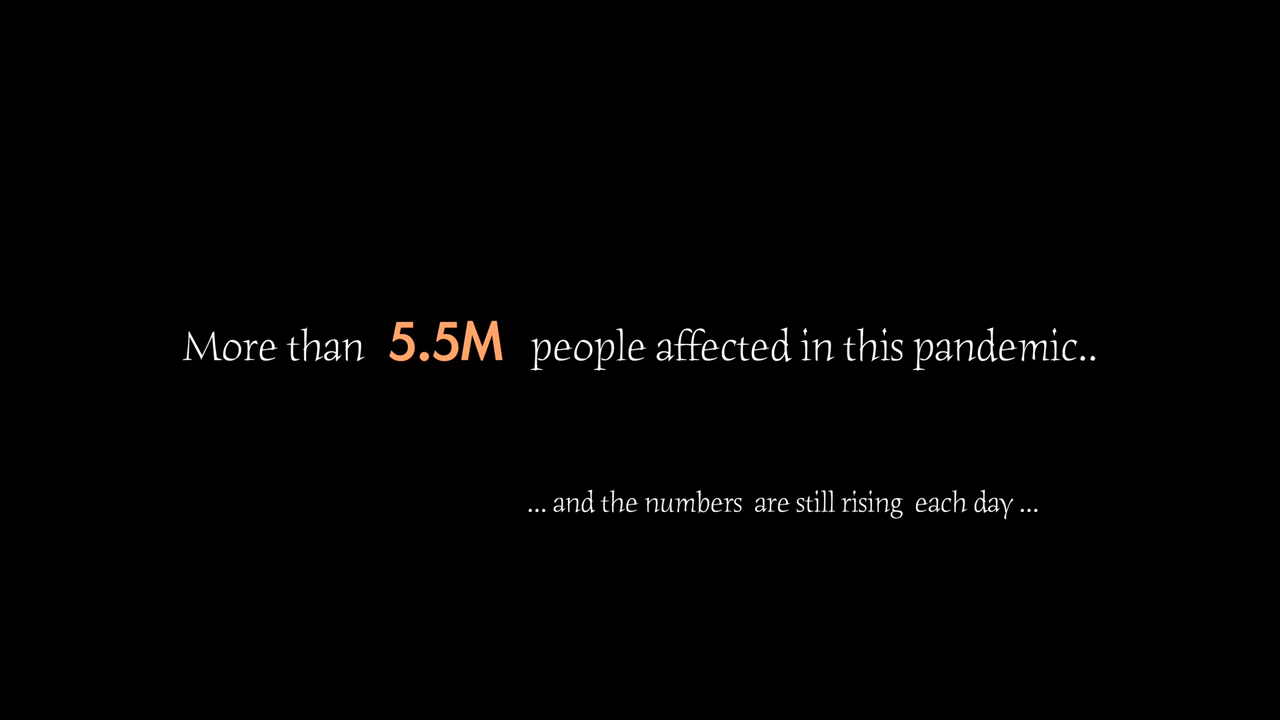 More than 5.5M people affected in this pandemic..
... and the numbers are still rising each day ...